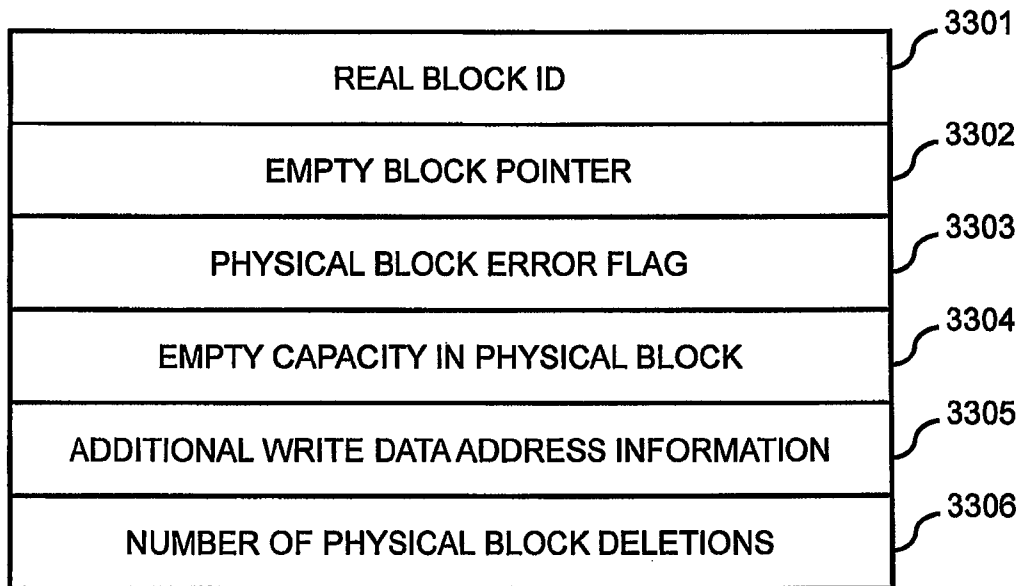 3301
REAL BLOCK ID
3302
EMPTY BLOCK POINTER
3303
PHYSICAL BLOCK ERROR FLAG
3304
EMPTY CAPACITY IN PHYSICAL BLOCK
3305
ADDITIONAL WRITE DATA ADDRESS INFORMATION
3306
NUMBER OF PHYSICAL BLOCK DELETIONS